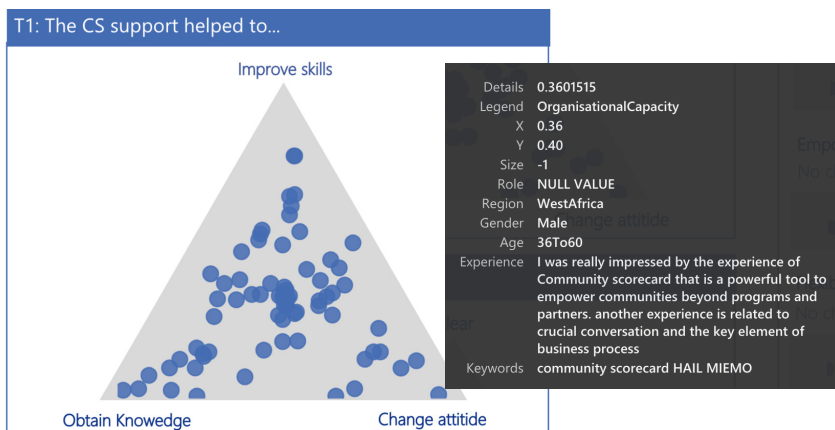 T1: The CS support helped to...
Improve skills
Obtain Knowedge
Change attitide
Details 0.3601515
Legend OrganisationalCapacity
X 0.36
Y 0.40
Size -1
Role NULL VALUE
Region WestAfrica
Gender Male
Age 36To60
Experience I was really impressed by the experience of
Community scorecard that is a powerful tool to
empower communities beyond programs and
partners. another experience is related to
crucial conversation and the key element of
business process
Keywords community scorecard HAIL MIEMO
Change attitide